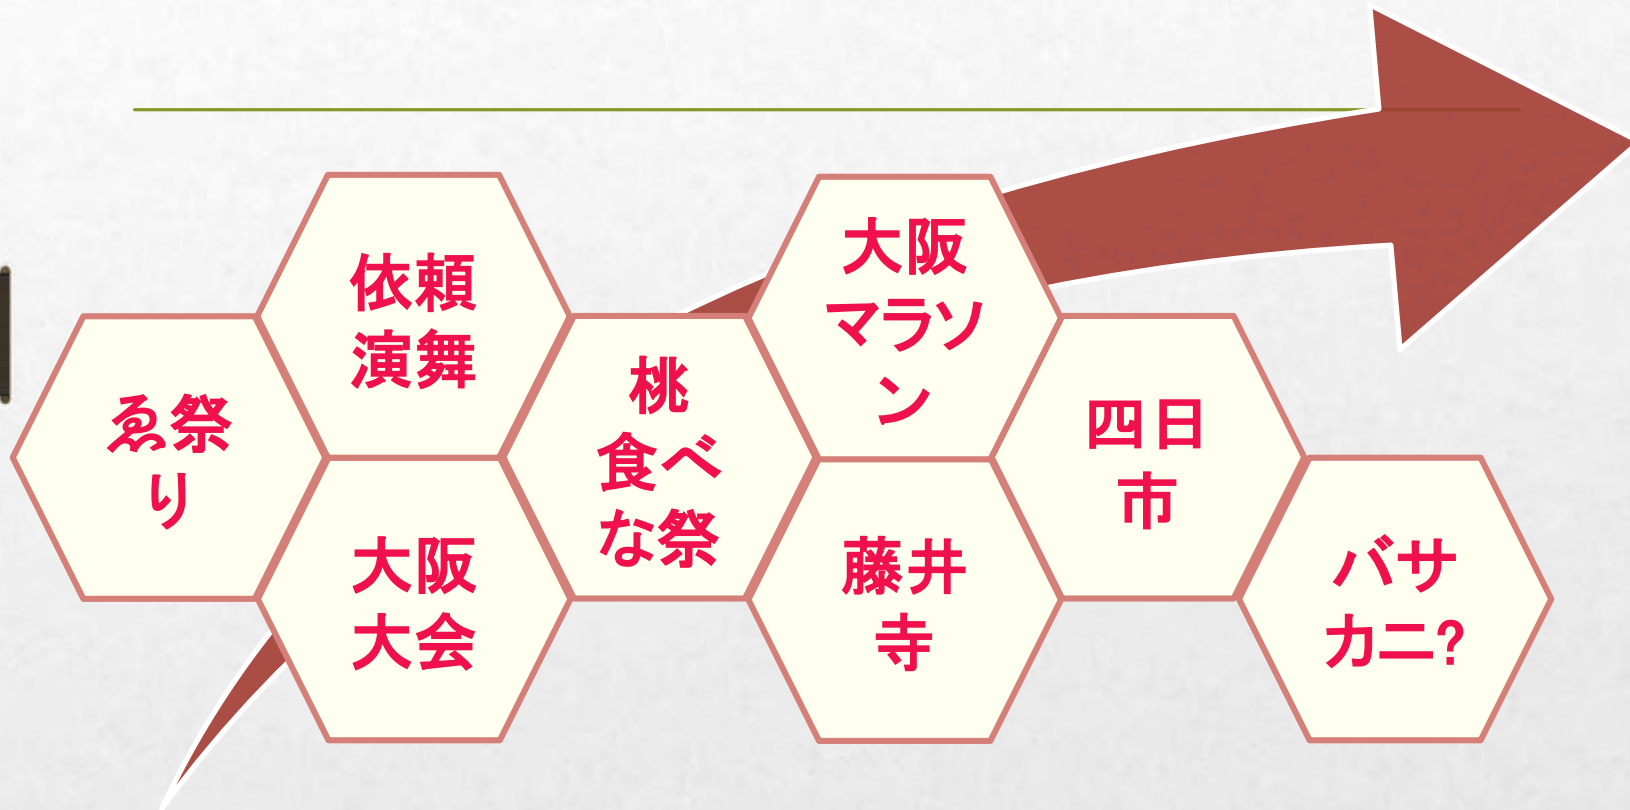 ゑ祭
り
依頼
演舞
大阪
大会
桃
食べ
な祭
大阪
マラソ
ン
藤井
寺
四日
市
バサ
カニ?